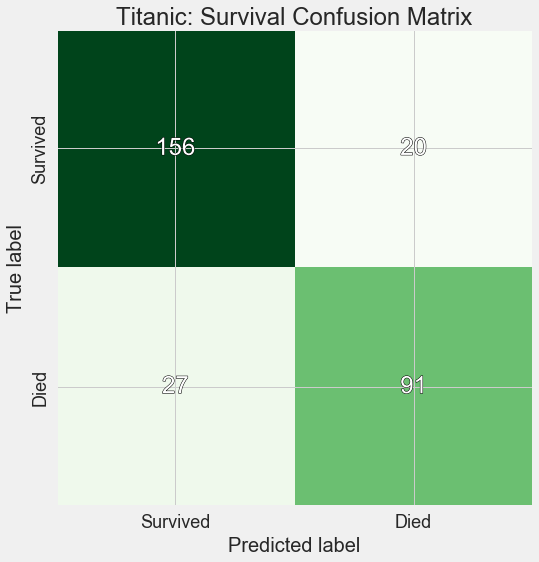 Titanic: Survival Confusion Matrix
True label
Survived
156
20
Died
27
91
Survived
Died
Predicted label